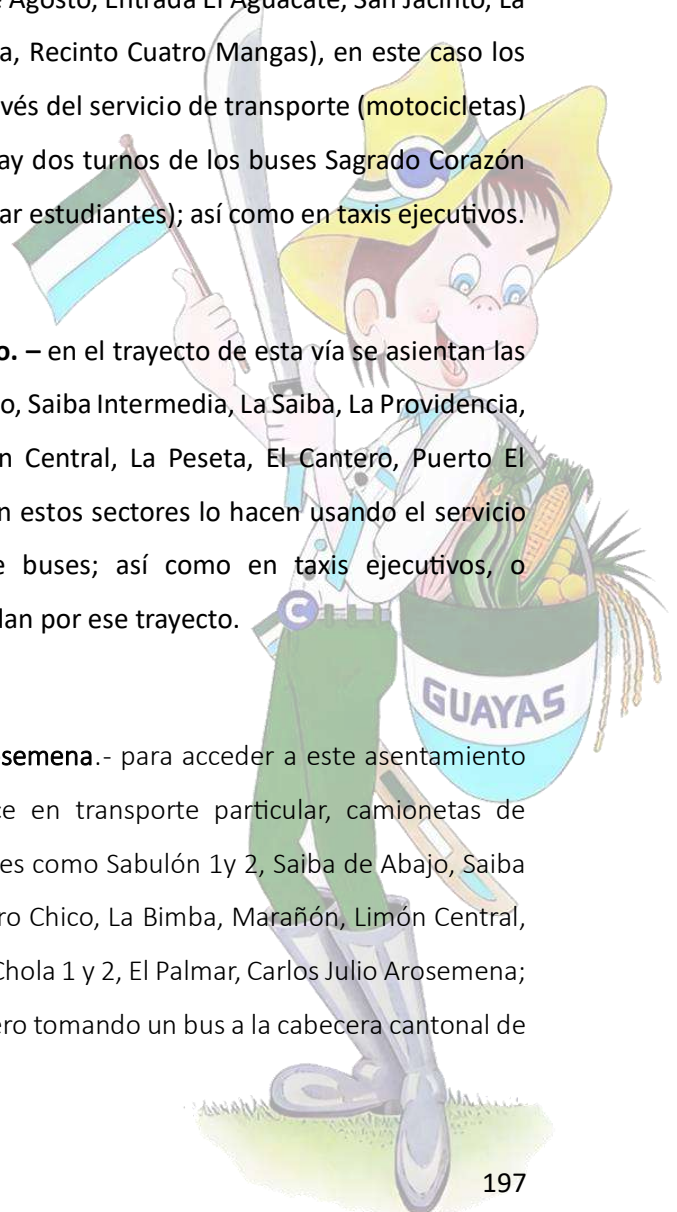 Agosto, Entrada El Aguacate, San Jacinto, La
a, Recinto Cuatro Mangas), en este caso los
vés del servicio de transporte (motocicletas)
ay dos turnos de los buses Sagrado Corazón
ar estudiantes); así como en taxis ejecutivos.
o. – en el trayecto de esta vía se asientan las
o, Saiba Intermedia, La Saiba, La Providencia,
n Central, La Peseta, El Cantero, Puerto El
n estos sectores lo hacen usando el servicio
e buses; así como en taxis ejecutivos, o
lan por ese trayecto.
C
GUAYAS
semena.- para acceder a este asentamiento
ce en transporte particular, camionetas de
es como Sabulón 1y 2, Saiba de Abajo, Saiba
ro Chico, La Bimba, Marañón, Limón Central,
Chola 1 y 2, El Palmar, Carlos Julio Arosemena;
ero tomando un bus a la cabecera cantonal de
197